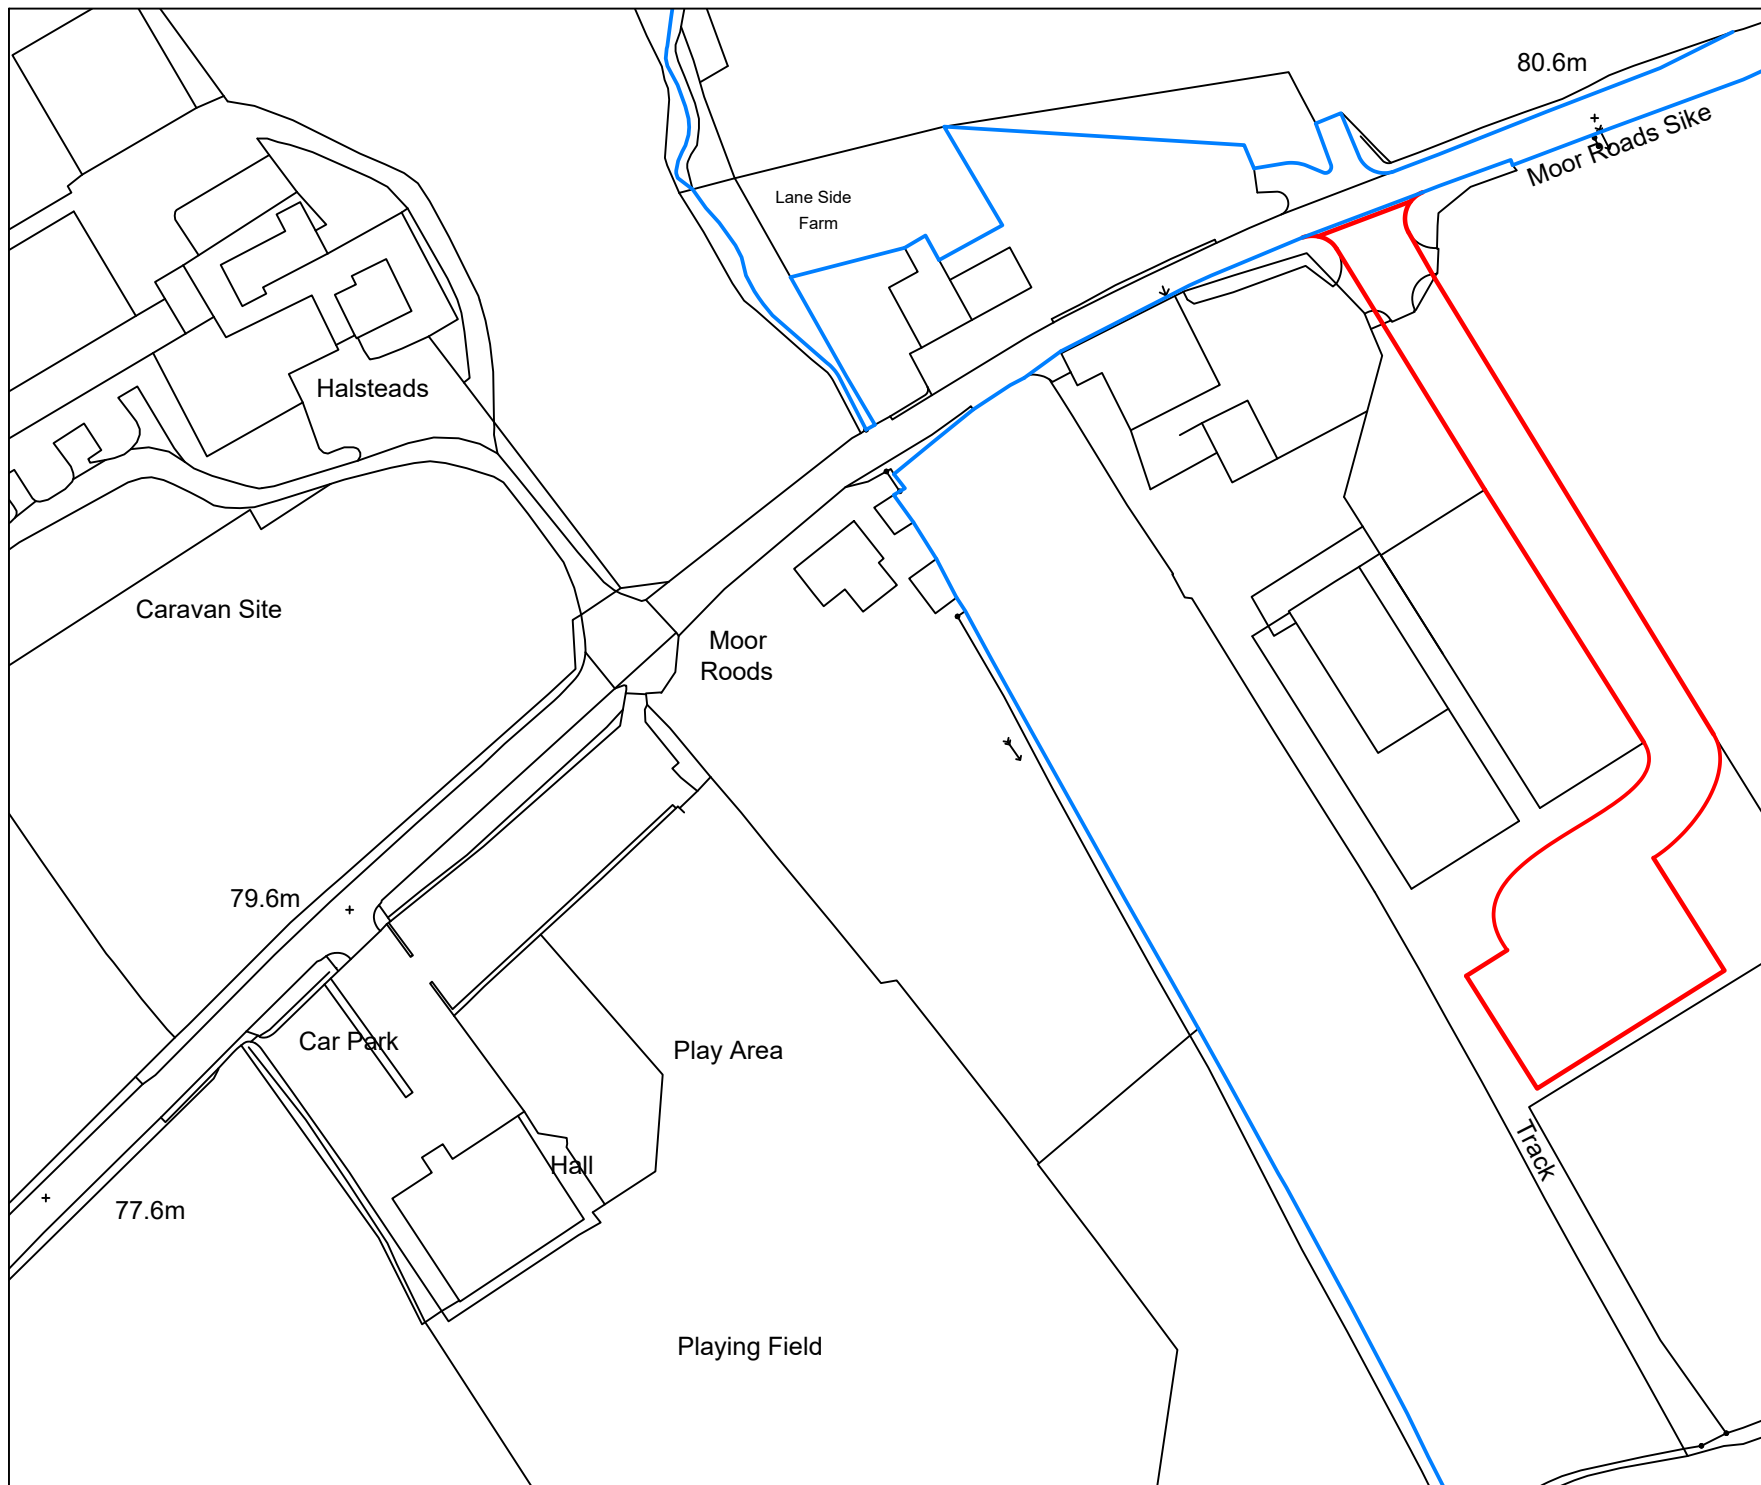 80.6m
Moor Roads Sike
Lane Side
Farm
Halsteads
Caravan Site
Moor
Roods
79.6m
Car Park
Play Area
Hall
Track
77.6m
Playing Field